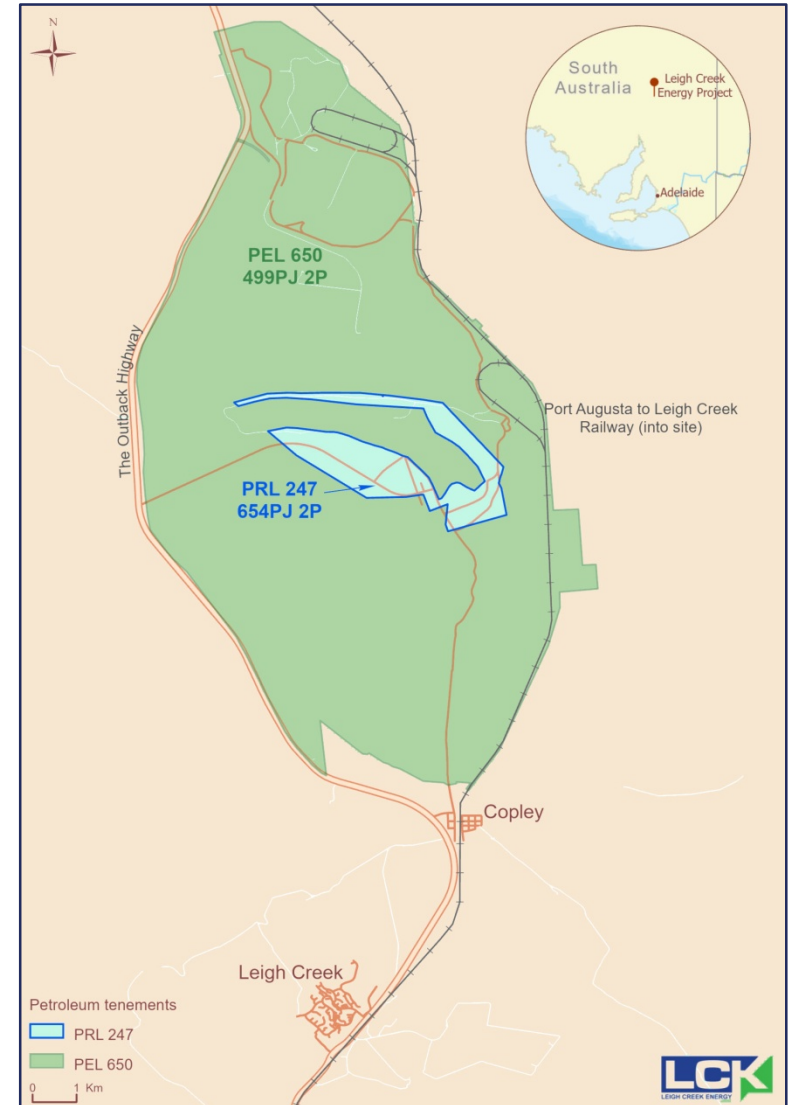 N
South
Australia
Leigh Creek
Energy Project
Adelaide
PEL 650
499PJ 2P
The Outback Highway
Port Augusta to Leigh Creek
Railway (into site)
PRL 247
654PJ 2P
Copley
Leigh Creek
Petroleum tenements
PRL 247
PEL 650
0 1 Km
LCK
LEIGH CREEK ENERGY